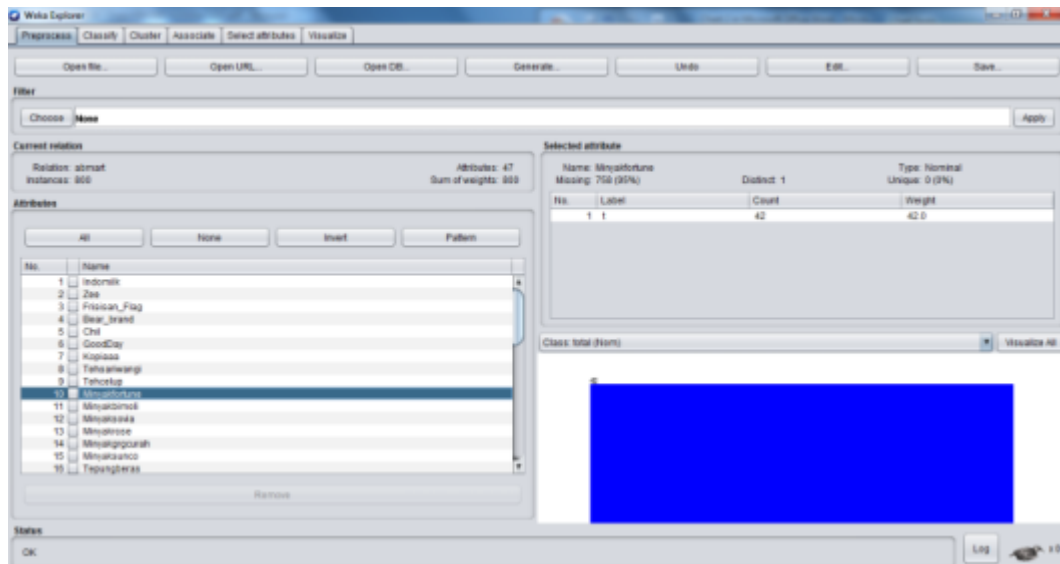 Weka Explorer
Preprocess Classify Cluster Associate Select attributes Visualize
Open file... Open URL... Open DB... Generate... Undo Edit... Save...
Filter
Choose None Apply
Current relation
Relation: abmart Attributes: 47
Instances: 800 Sum of weights: 800
Attributes
All None Invert Pattern
No. Name
1 Indomilk
2 Zee
3 Frisisan_Flag
4 Bear_brand
5 Chil
6 GoodDay
7 Kopiaaa
8 Tehsariwangi
9 Tehcelup
10 Minyakfortune
11 Minyakbimoli
12 Minyaksovia
13 Minyakrose
14
15 Minyaksunco
16 Tepungberas
Remove
Selected attribute
Name: Minyakfortune Type: Nominal
Missing: 758 (95%) Distinct: 1 Unique: 0 (0%)
No. Label Count Weight
1 t 42 42.0
Class: total (Nom) Visualize All
Status
OK Log x 0